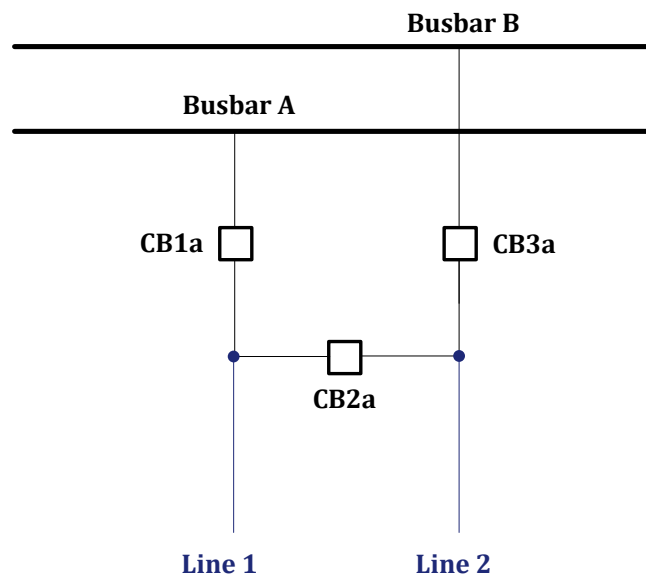 Busbar B
Busbar A
CB1a
CB3a
CB2a
Line 1
Line 2